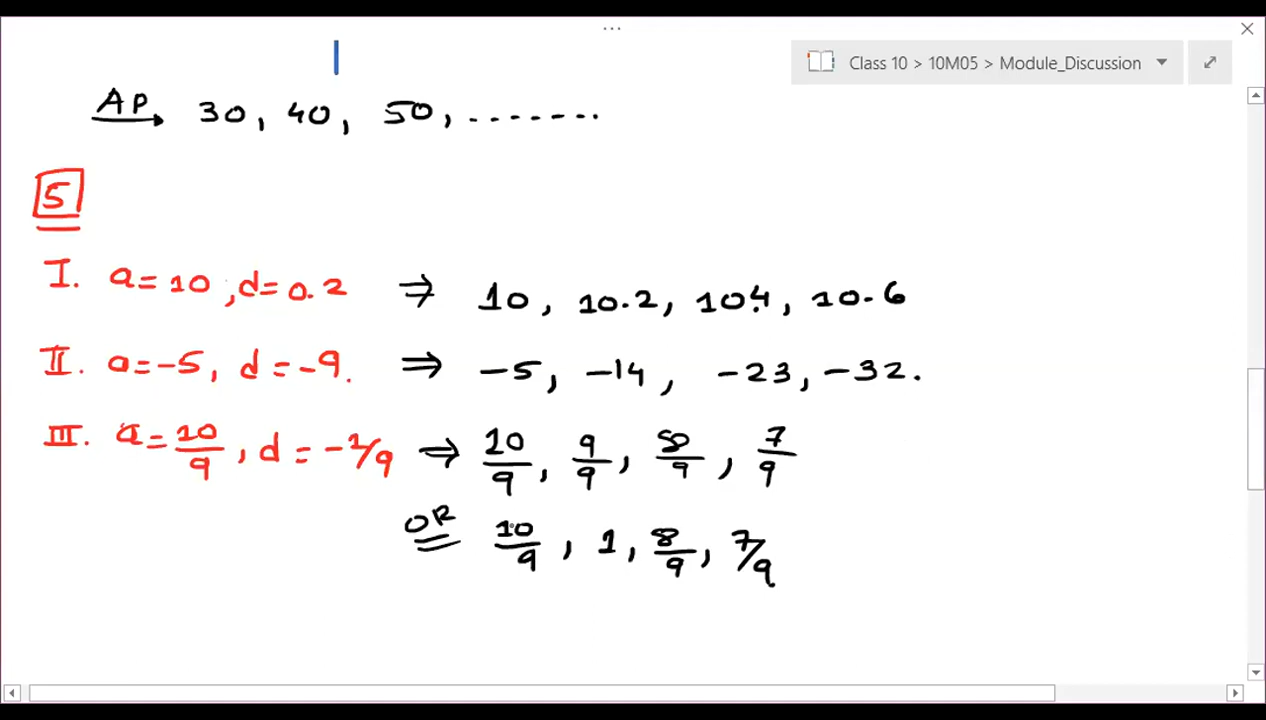 Class 10 > 10M05 > Module_Discussion
AP → 30, 40, 50, .......
5
I. a = 10, d = 0.2 ⇒ 10, 10.2, 10.4, 10.6
II. a = -5, d = -9. ⇒ -5, -14, -23, -32.
III. a = 10/9, d = -1/9 ⇒ 10/9, 9/9, 8/9, 7/9
OR 10/9, 1, 8/9, 7/9